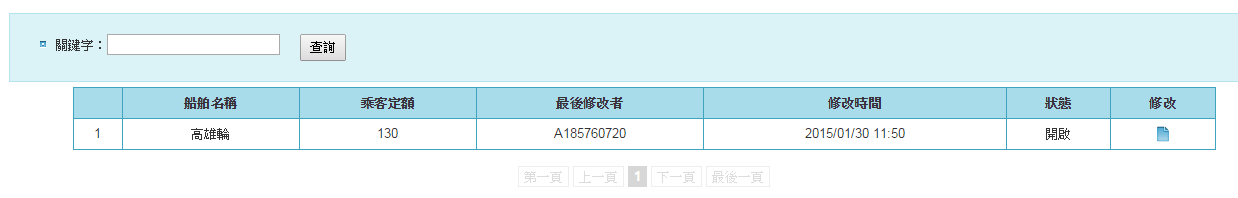 關鍵字： 查詢
船舶名稱 乘客定額 最後修改者 修改時間 狀態 修改
1 高雄輪 130 A185760720 2015/01/30 11:50 開啟
第一頁 上一頁 1 下一頁 最後一頁